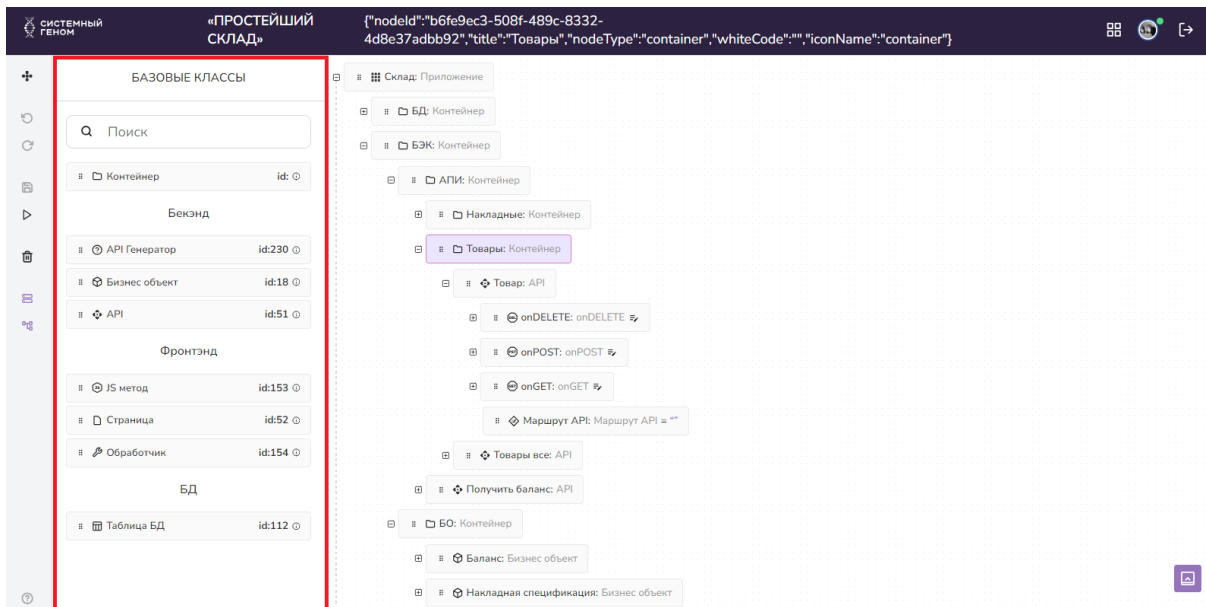 СИСТЕМНЫЙ
ГЕНОМ
«ПРОСТЕЙШИЙ
СКЛАД»
{"nodeId":"b6fe9ec3-508f-489c-8332-
4d8e37adbb92","title":"Товары","nodeType":"container","whiteCode":"","iconName":"container"}
БАЗОВЫЕ КЛАССЫ
Поиск
Контейнер id:
Бекэнд
API Генератор id:230
Бизнес объект id:18
API id:51
Фронтэнд
JS метод id:153
Страница id:52
Обработчик id:154
БД
Таблица БД id:112
Склад: Приложение
БД: Контейнер
БЭК: Контейнер
АПИ: Контейнер
Накладные: Контейнер
Товары: Контейнер
Товар: API
onDELETE: onDELETE
onPOST: onPOST
onGET: onGET
Маршрут API: Маршрут API = ""
Товары все: API
Получить баланс: API
БО: Контейнер
Баланс: Бизнес объект
Накладная спецификация: Бизнес объект